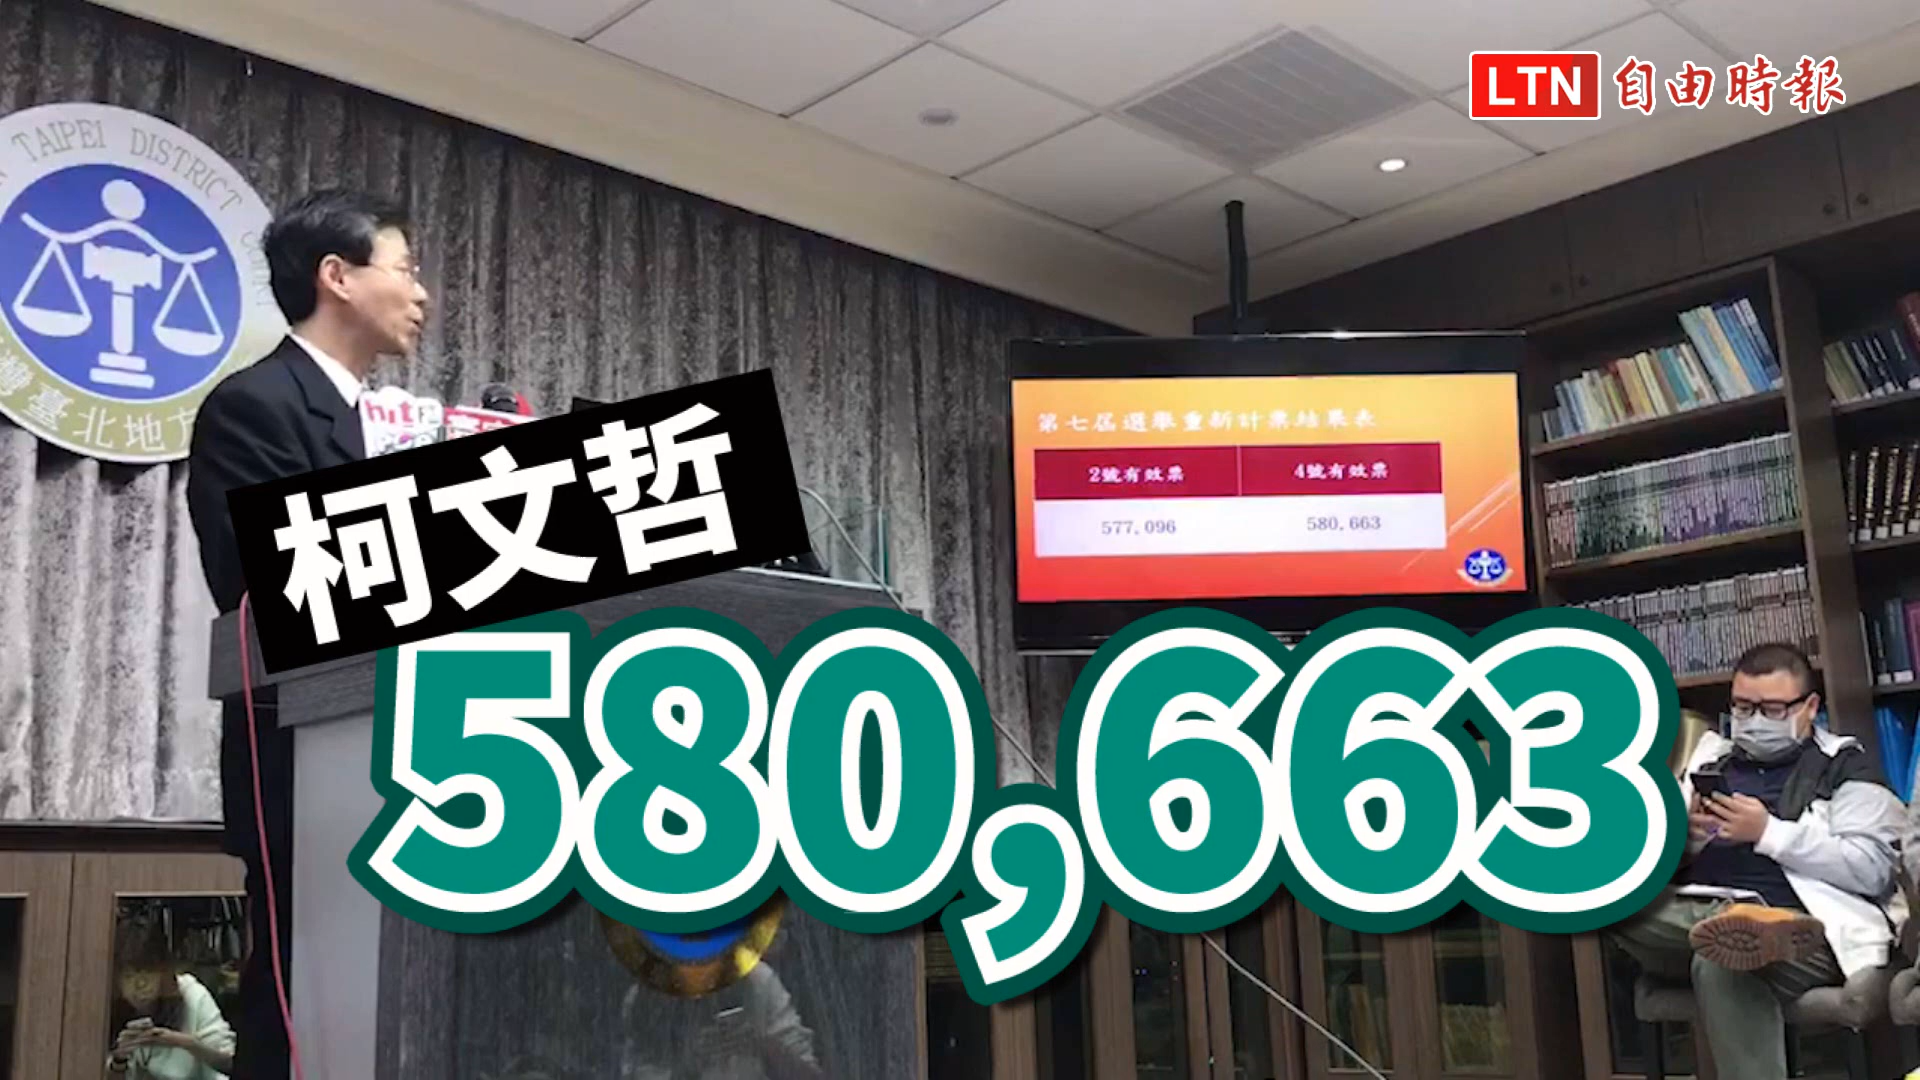 LTN 自由時報
TAIPEi DISTRICT
臺北地方
hit
第七屆選舉重新計票結果表
2號有效票 4號有效票
577,096 580,663
柯文哲
580,663